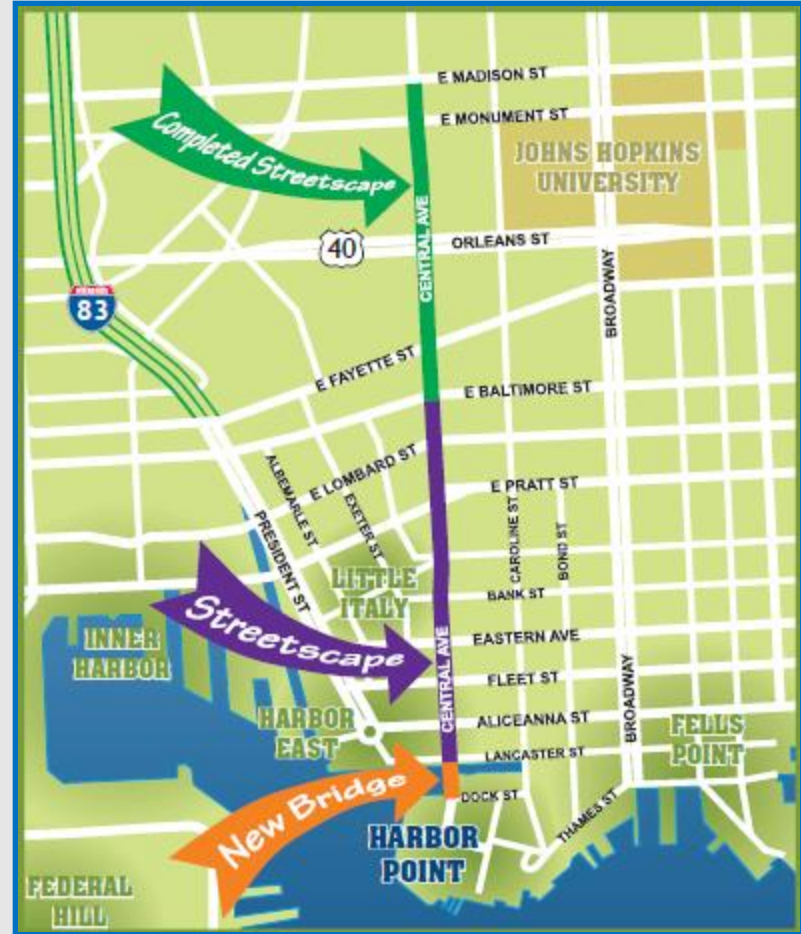 E MADISON ST
E MONUMENT ST
Completed Streetscape
JOHNS HOPKINS
UNIVERSITY
CENTRAL AVE
40
ORLEANS ST
BROADWAY
83
E FAYETTE ST
E BALTIMORE ST
E LOMBARD ST
ALBEMARLE ST
EXETER ST
E PRATT ST
CAROLINE ST
BOND ST
PRESIDENT ST
LITTLE
ITALY
BANK ST
Streetscape
INNER
HARBOR
CENTRAL AVE
EASTERN AVE
FLEET ST
BROADWAY
HARBOR
EAST
ALICEANNA ST
FELLS
POINT
LANCASTER ST
New Bridge
DOCK ST
THAMES ST
HARBOR
POINT
FEDERAL
HILL